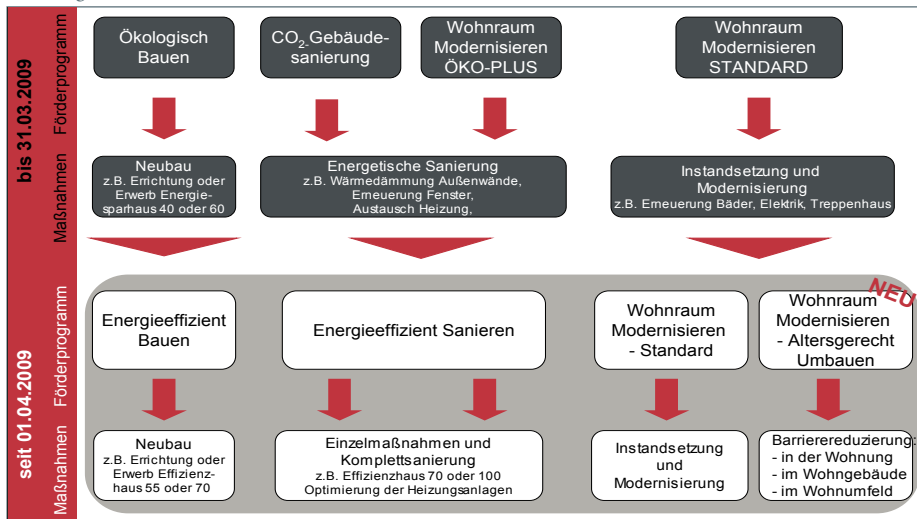 bis 31.03.2009
Förderprogramm
Ökologisch
Bauen
CO2-Gebäude-
sanierung
Wohnraum
Modernisieren
ÖKO-PLUS
Wohnraum
Modernisieren
STANDARD
Maßnahmen
Neubau
z.B. Errichtung oder
Erwerb Energie-
sparhaus 40 oder 60
Energetische Sanierung
z.B. Wärmedämmung Außenwände,
Erneuerung Fenster,
Austausch Heizung,
Instandsetzung und
Modernisierung
z.B. Erneuerung Bäder, Elektrik, Treppenhaus
seit 01.04.2009
Förderprogramm
Energieeffizient
Bauen
Energieeffizient Sanieren
Wohnraum
Modernisieren
- Standard
NEU
Wohnraum
Modernisieren
- Altersgerecht
Umbauen
Maßnahmen
Neubau
z.B. Errichtung oder
Erwerb Effizienz-
haus 55 oder 70
Einzelmaßnahmen und
Komplettsanierung
z.B. Effizienzhaus 70 oder 100
Optimierung der Heizungsanlagen
Instandsetzung
und
Modernisierung
Barrierereduzierung:
- in der Wohnung
- im Wohngebäude
- im Wohnumfeld